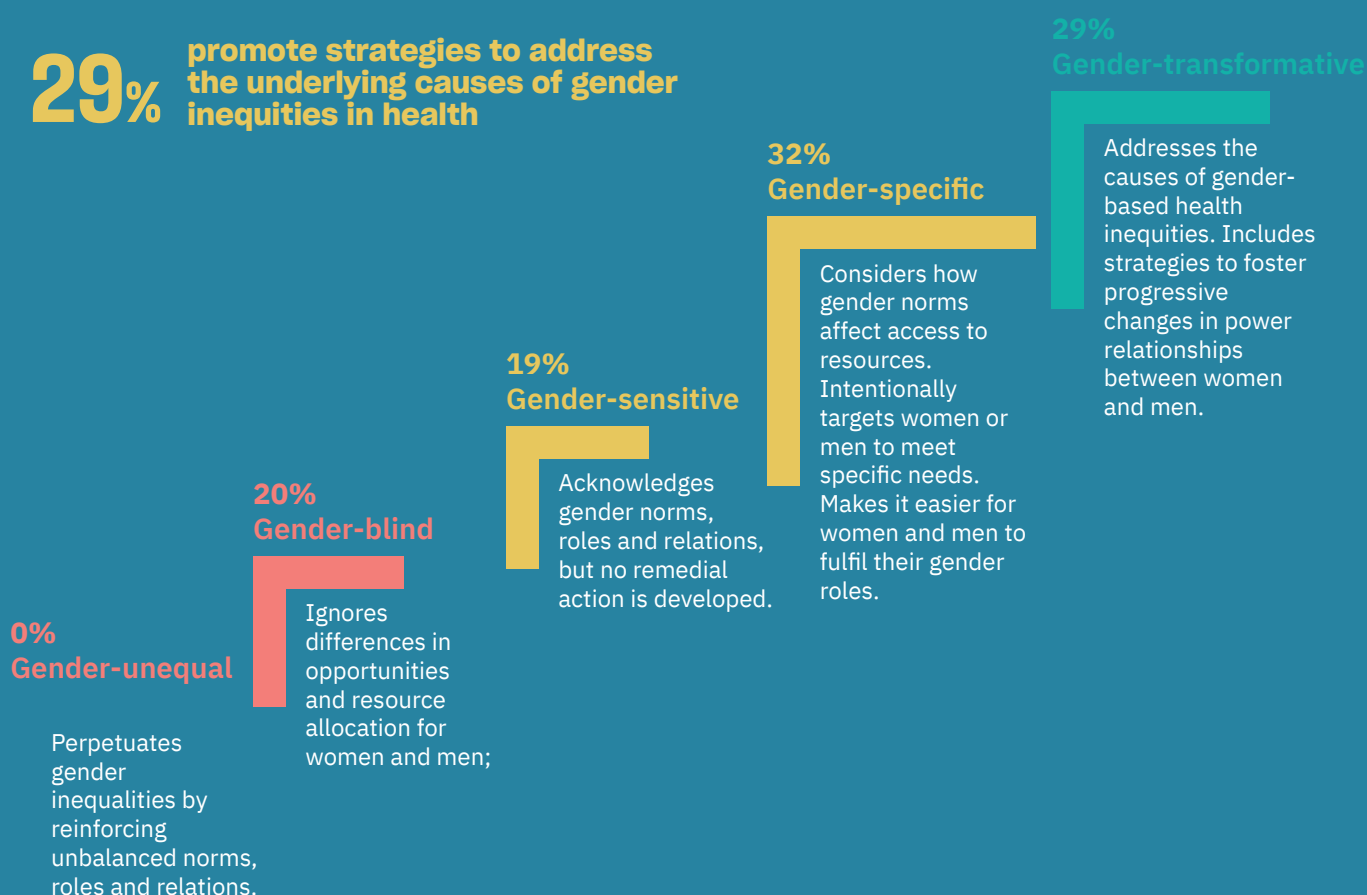 29%
promote strategies to address
the underlying causes of gender
inequities in health
0%
Gender-unequal
Perpetuates
gender
inequalities by
reinforcing
unbalanced norms,
roles and relations.
20%
Gender-blind
Ignores
differences in
opportunities
and resource
allocation for
women and men;
19%
Gender-sensitive
Acknowledges
gender norms,
roles and relations,
but no remedial
action is developed.
32%
Gender-specific
Considers how
gender norms
affect access to
resources.
Intentionally
targets women or
men to meet
specific needs.
Makes it easier for
women and men to
fulfil their gender
roles.
29%
Gender-transformative
Addresses the
causes of gender-
based health
inequities. Includes
strategies to foster
progressive
changes in power
relationships
between women
and men.